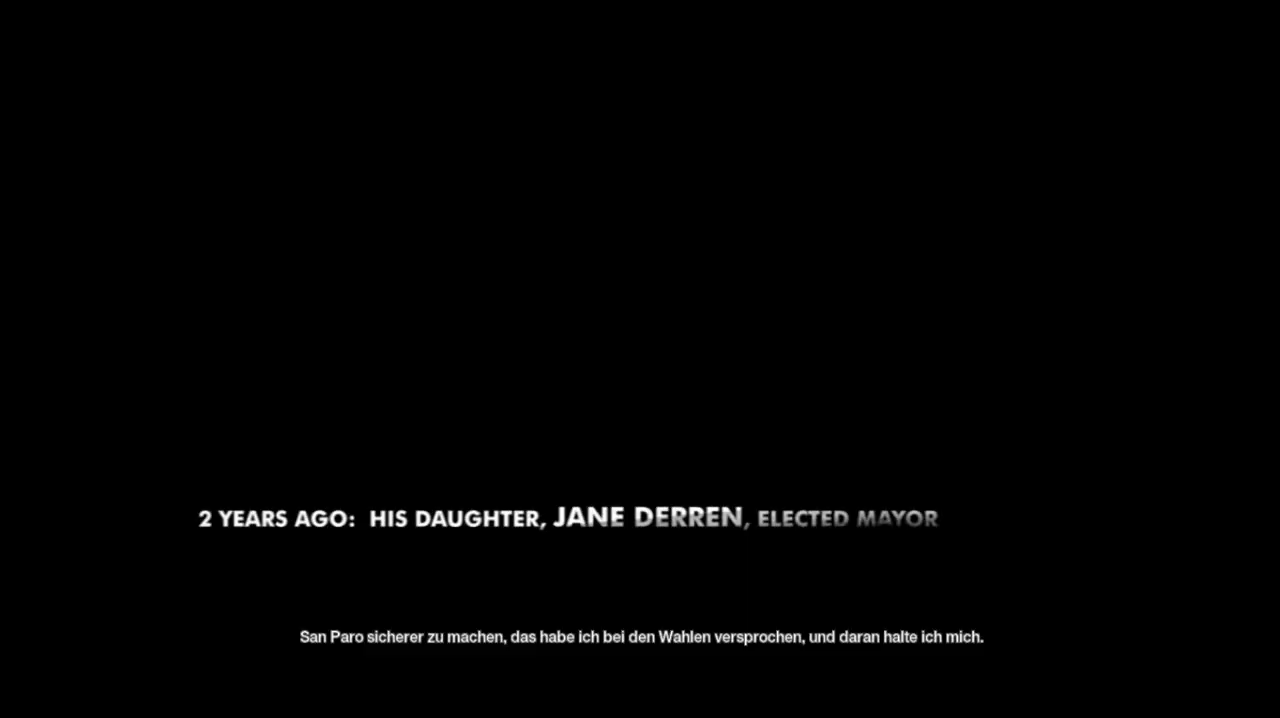 2 YEARS AGO: HIS DAUGHTER, JANE DERREN, ELECTED MAYOR
San Paro sicherer zu machen, das habe ich bei den Wahlen versprochen, und daran halte ich mich.